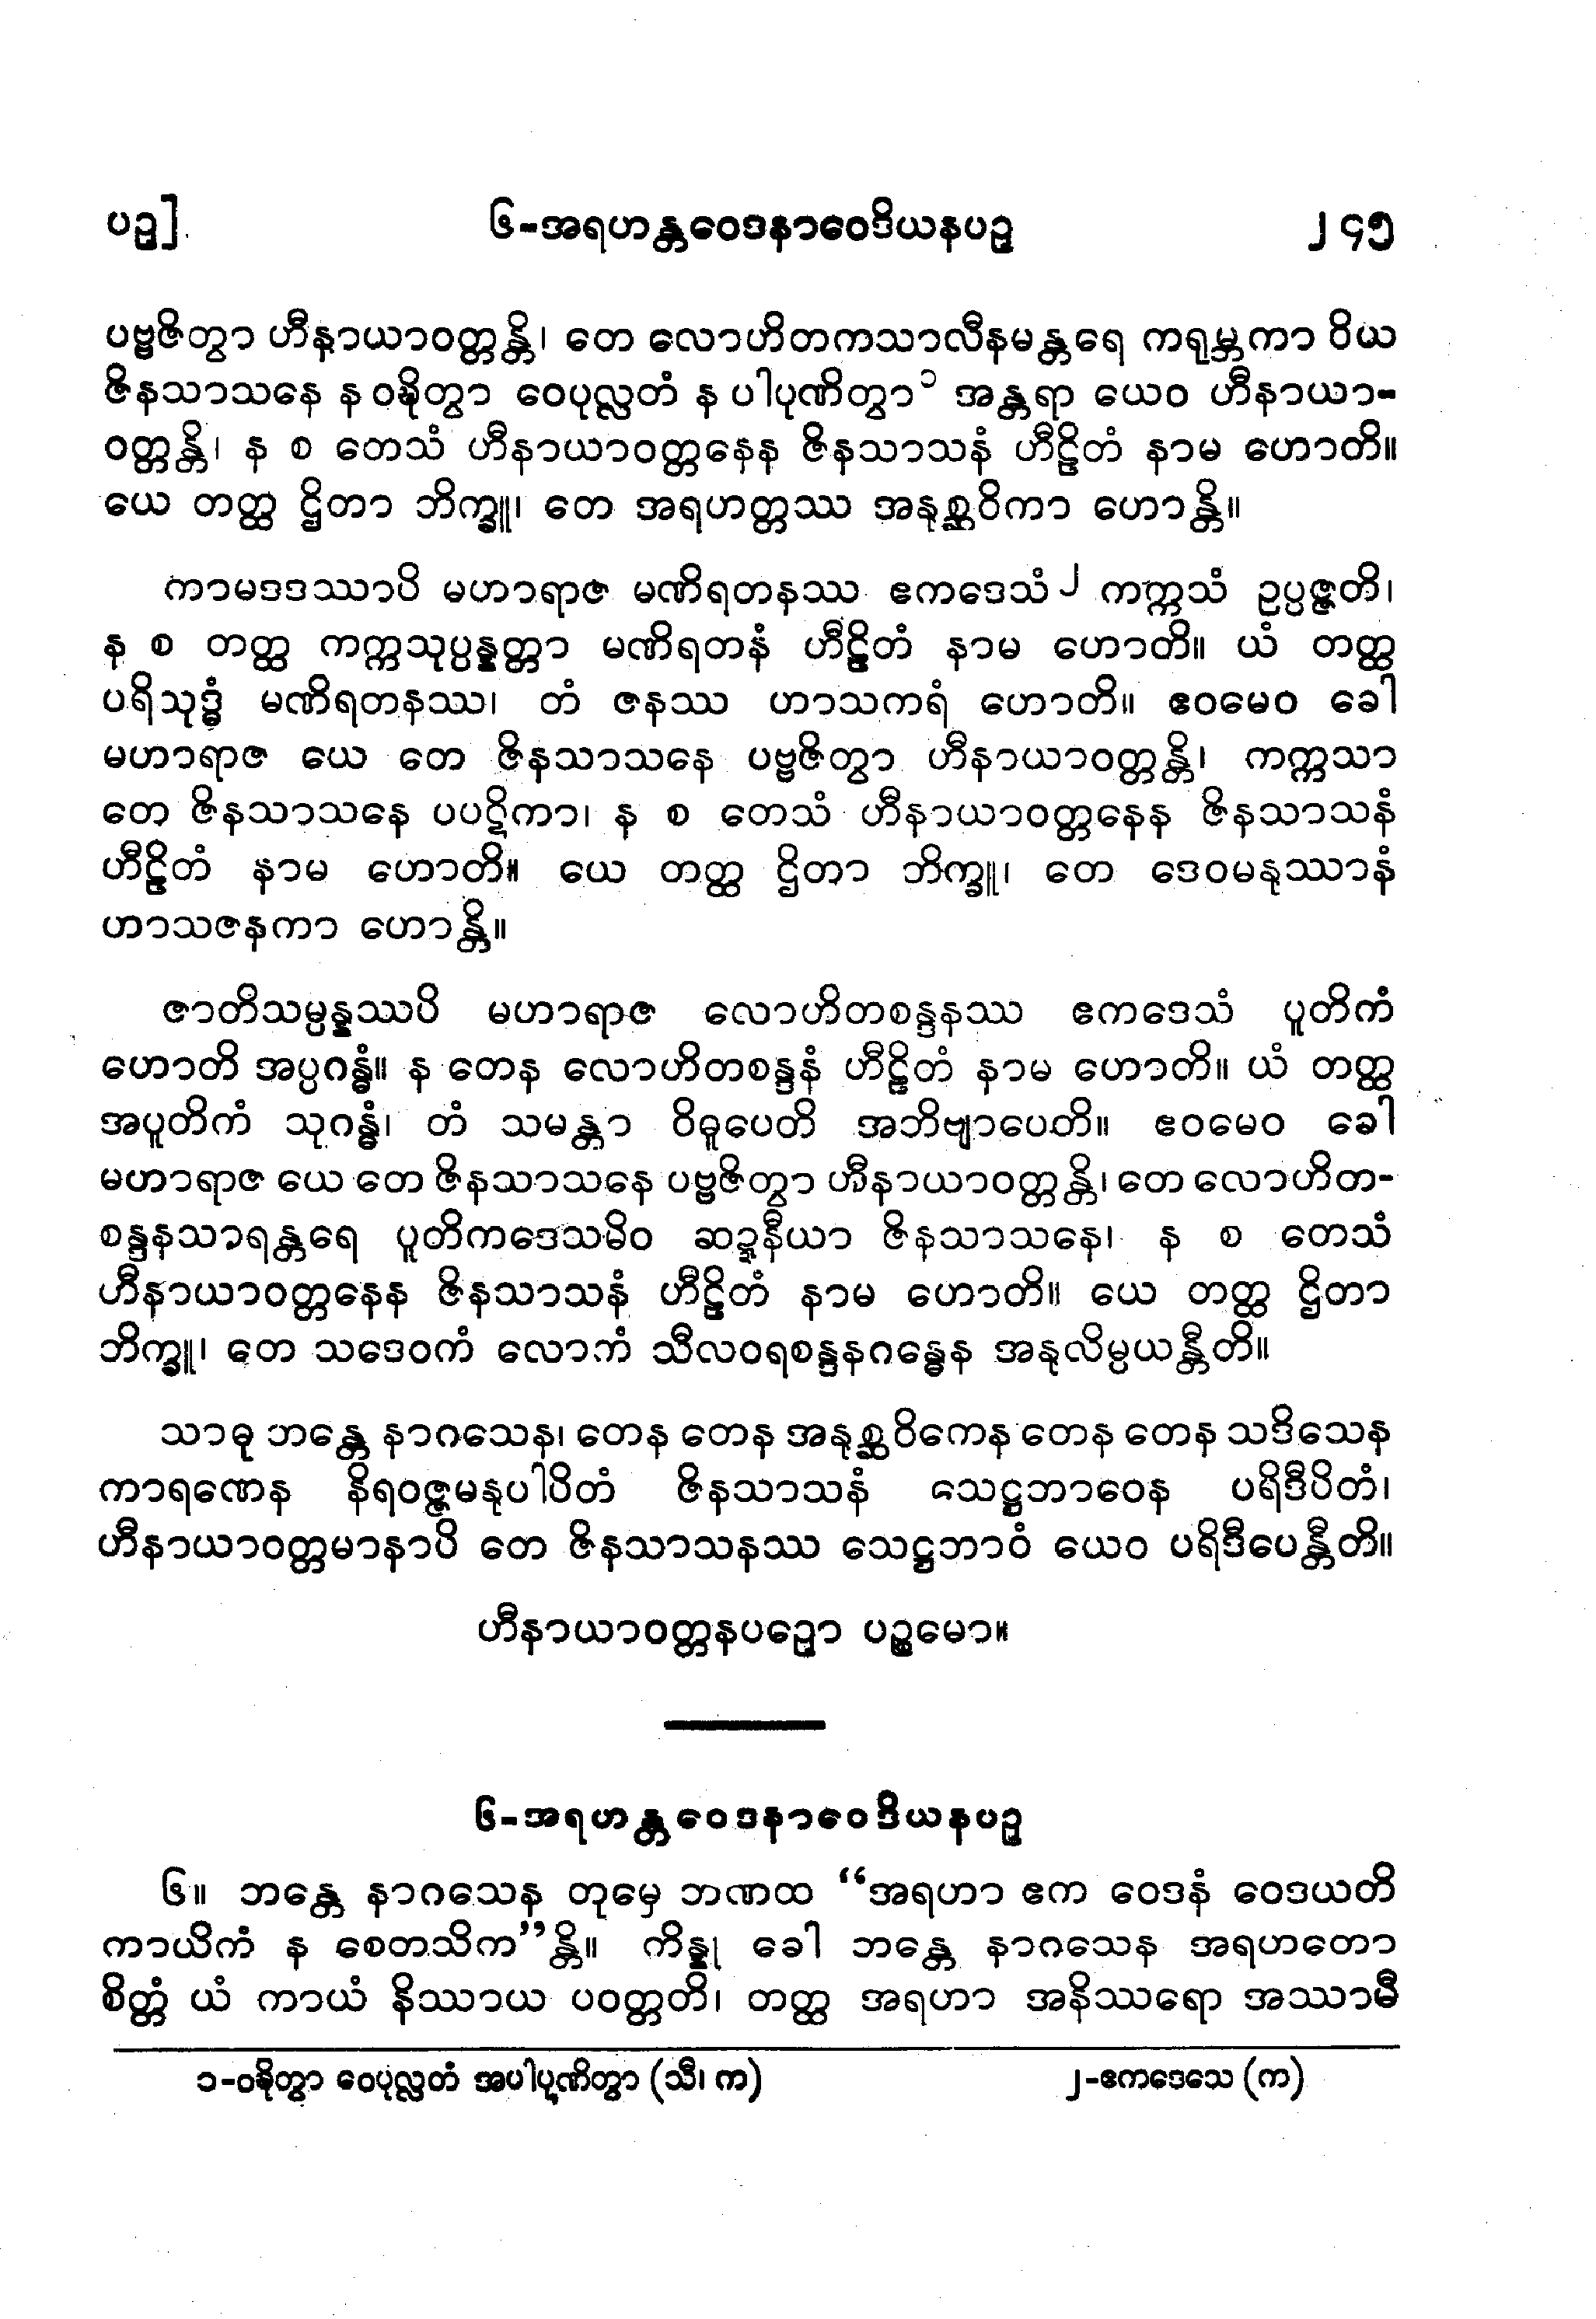 ပဉှ].
၆-အရဟန္တဝေဒနာဝေဒိယနပဉှ
၂၄၅
ပဗ္ဗဇိတွာ ဟီနာယာဝတ္တန္တိ၊ တေ လောဟိတကသာလီနမန္တရေ ကရုမ္ဘကာ ဝိယ
ဇိနသာသနေ န ဝဍ္ဎိတွာ ဝေပုလ္လတံ န ပါပုဏိတွာ၁ အန္တရာ ယေဝ ဟီနာယာ-
ဝတ္တန္တိ၊ န စ တေသံ ဟီနာယာဝတ္တနေန ဇိနသာသနံ ဟီဠိတံ နာမ ဟောတိ။
ယေ တတ္ထ ဌိတာ ဘိက္ခူ၊ တေ အရဟတ္တဿ အနုစ္ဆဝိကာ ဟောန္တိ။
ကာမဒဒဿာပိ မဟာရာဇ မဏိရတနဿ ဧကဒေသံ၂ ကက္ကသံ ဥပ္ပဇ္ဇတိ၊
န စ တတ္ထ ကက္ကသုပ္ပန္နတ္တာ မဏိရတနံ ဟီဠိတံ နာမ ဟောတိ။ ယံ တတ္ထ
ပရိသုဒ္ဓံ မဏိရတနဿ၊ တံ ဇနဿ ဟာသကရံ ဟောတိ။ ဧဝမေဝ ခေါ
မဟာရာဇ ယေ တေ ဇိနသာသနေ ပဗ္ဗဇိတွာ ဟီနာယာဝတ္တန္တိ၊ ကက္ကသာ
တေ ဇိနသာသနေ ပပဋိကာ၊ န စ တေသံ ဟီနာယာဝတ္တနေန ဇိနသာသနံ
ဟီဠိတံ နာမ ဟောတိ။ ယေ တတ္ထ ဌိတာ ဘိက္ခူ၊ တေ ဒေဝမနုဿာနံ
ဟာသဇနကာ ဟောန္တိ။
ဇာတိသမ္ပန္နဿပိ မဟာရာဇ လောဟိတစန္ဒနဿ ဧကဒေသံ ပူတိကံ
ဟောတိ အပ္ပဂန္ဓံ။ န တေန လောဟိတစန္ဒနံ ဟီဠိတံ နာမ ဟောတိ။ ယံ တတ္ထ
အပူတိကံ သုဂန္ဓံ၊ တံ သမန္တာ ဝိဓူပေတိ အဘိဗျာပေတိ။ ဧဝမေဝ ခေါ
မဟာရာဇ ယေ တေ ဇိနသာသနေ ပဗ္ဗဇိတွာ ဟီနာယာဝတ္တန္တိ၊ တေ လောဟိတ-
စန္ဒနသာရန္တရေ ပူတိကဒေသမိဝ ဆဍ္ဍနီယာ ဇိနသာသနေ၊ န စ တေသံ
ဟီနာယာဝတ္တနေန ဇိနသာသနံ ဟီဠိတံ နာမ ဟောတိ။ ယေ တတ္ထ ဌိတာ
ဘိက္ခူ၊ တေ သဒေဝကံ လောကံ သီလဝရစန္ဒနဂန္ဓေန အနုလိမ္ပယန္တီတိ။
သာဓု ဘန္တေ နာဂသေန၊ တေန တေန အနုစ္ဆဝိကေန တေန တေန သဒိသေန
ကာရဏေန နိရဝဇ္ဇမနုပါပိတံ ဇိနသာသနံ သေဋ္ဌဘာဝေန ပရိဒီပိတံ၊
ဟီနာယာဝတ္တမာနာပိ တေ ဇိနသာသနဿ သေဋ္ဌဘာဝံ ယေဝ ပရိဒီပေန္တီတိ။
ဟီနာယာဝတ္တနပဉှော ပဉ္စမော။
၆-အရဟန္တဝေဒနာဝေဒိယနပဉှ
၆။ ဘန္တေ နာဂသေန တုမှေ ဘဏထ “အရဟာ ဧက ဝေဒနံ ဝေဒယတိ
ကာယိကံ န စေတသိက”န္တိ။ ကိန္နု ခေါ ဘန္တေ နာဂသေန အရဟတော
စိတ္တံ ယံ ကာယံ နိဿာယ ပဝတ္တတိ၊ တတ္ထ အရဟာ အနိဿရော အဿာမီ
၁-ဝဍ္ဎိတွာ ဝေပုလ္လတံ အပါပုဏိတွာ (သီ၊ က)
၂-ဧကဒေသေ (က)